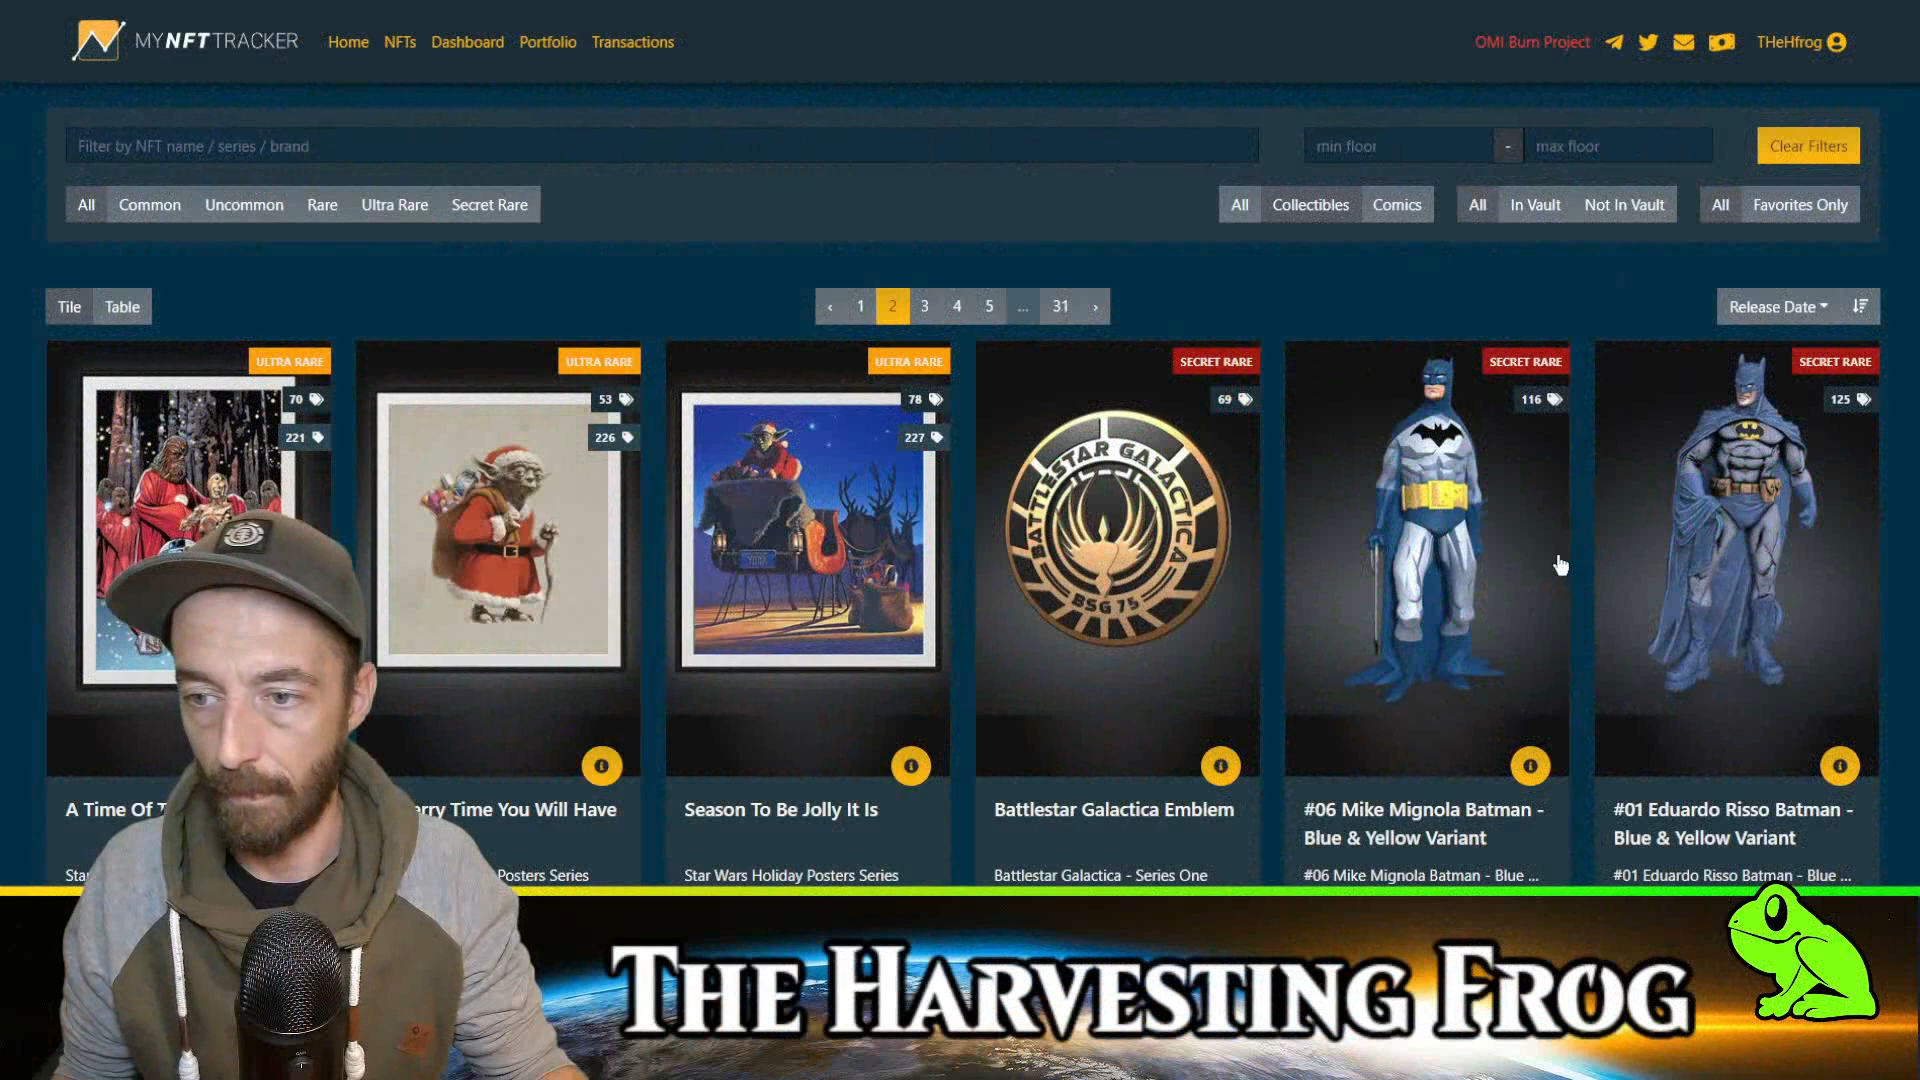 MYNFTTRACKER Home NFTs Dashboard Portfolio Transactions OMI Burn Project THeHfrog
Filter by NFT name / series / brand min floor - max floor Clear Filters
All Common Uncommon Rare Ultra Rare Secret Rare All Collectibles Comics All In Vault Not In Vault All Favorites Only
Tile Table ‹ 1 2 3 4 5 ... 31 › Release Date
ULTRA RARE ULTRA RARE ULTRA RARE SECRET RARE SECRET RARE SECRET RARE
70 53 78 69 116 125
221 226 227
BATTLESTAR GALACTICA
BSG 75
YODA
A Time Of erry Time You Will Have Season To Be Jolly It Is Battlestar Galactica Emblem #06 Mike Mignola Batman - #01 Eduardo Risso Batman -
Blue & Yellow Variant Blue & Yellow Variant
Posters Series Star Wars Holiday Posters Series Battlestar Galactica - Series One #06 Mike Mignola Batman - Blue ... #01 Eduardo Risso Batman - Blue ...
THE HARVESTING FROG